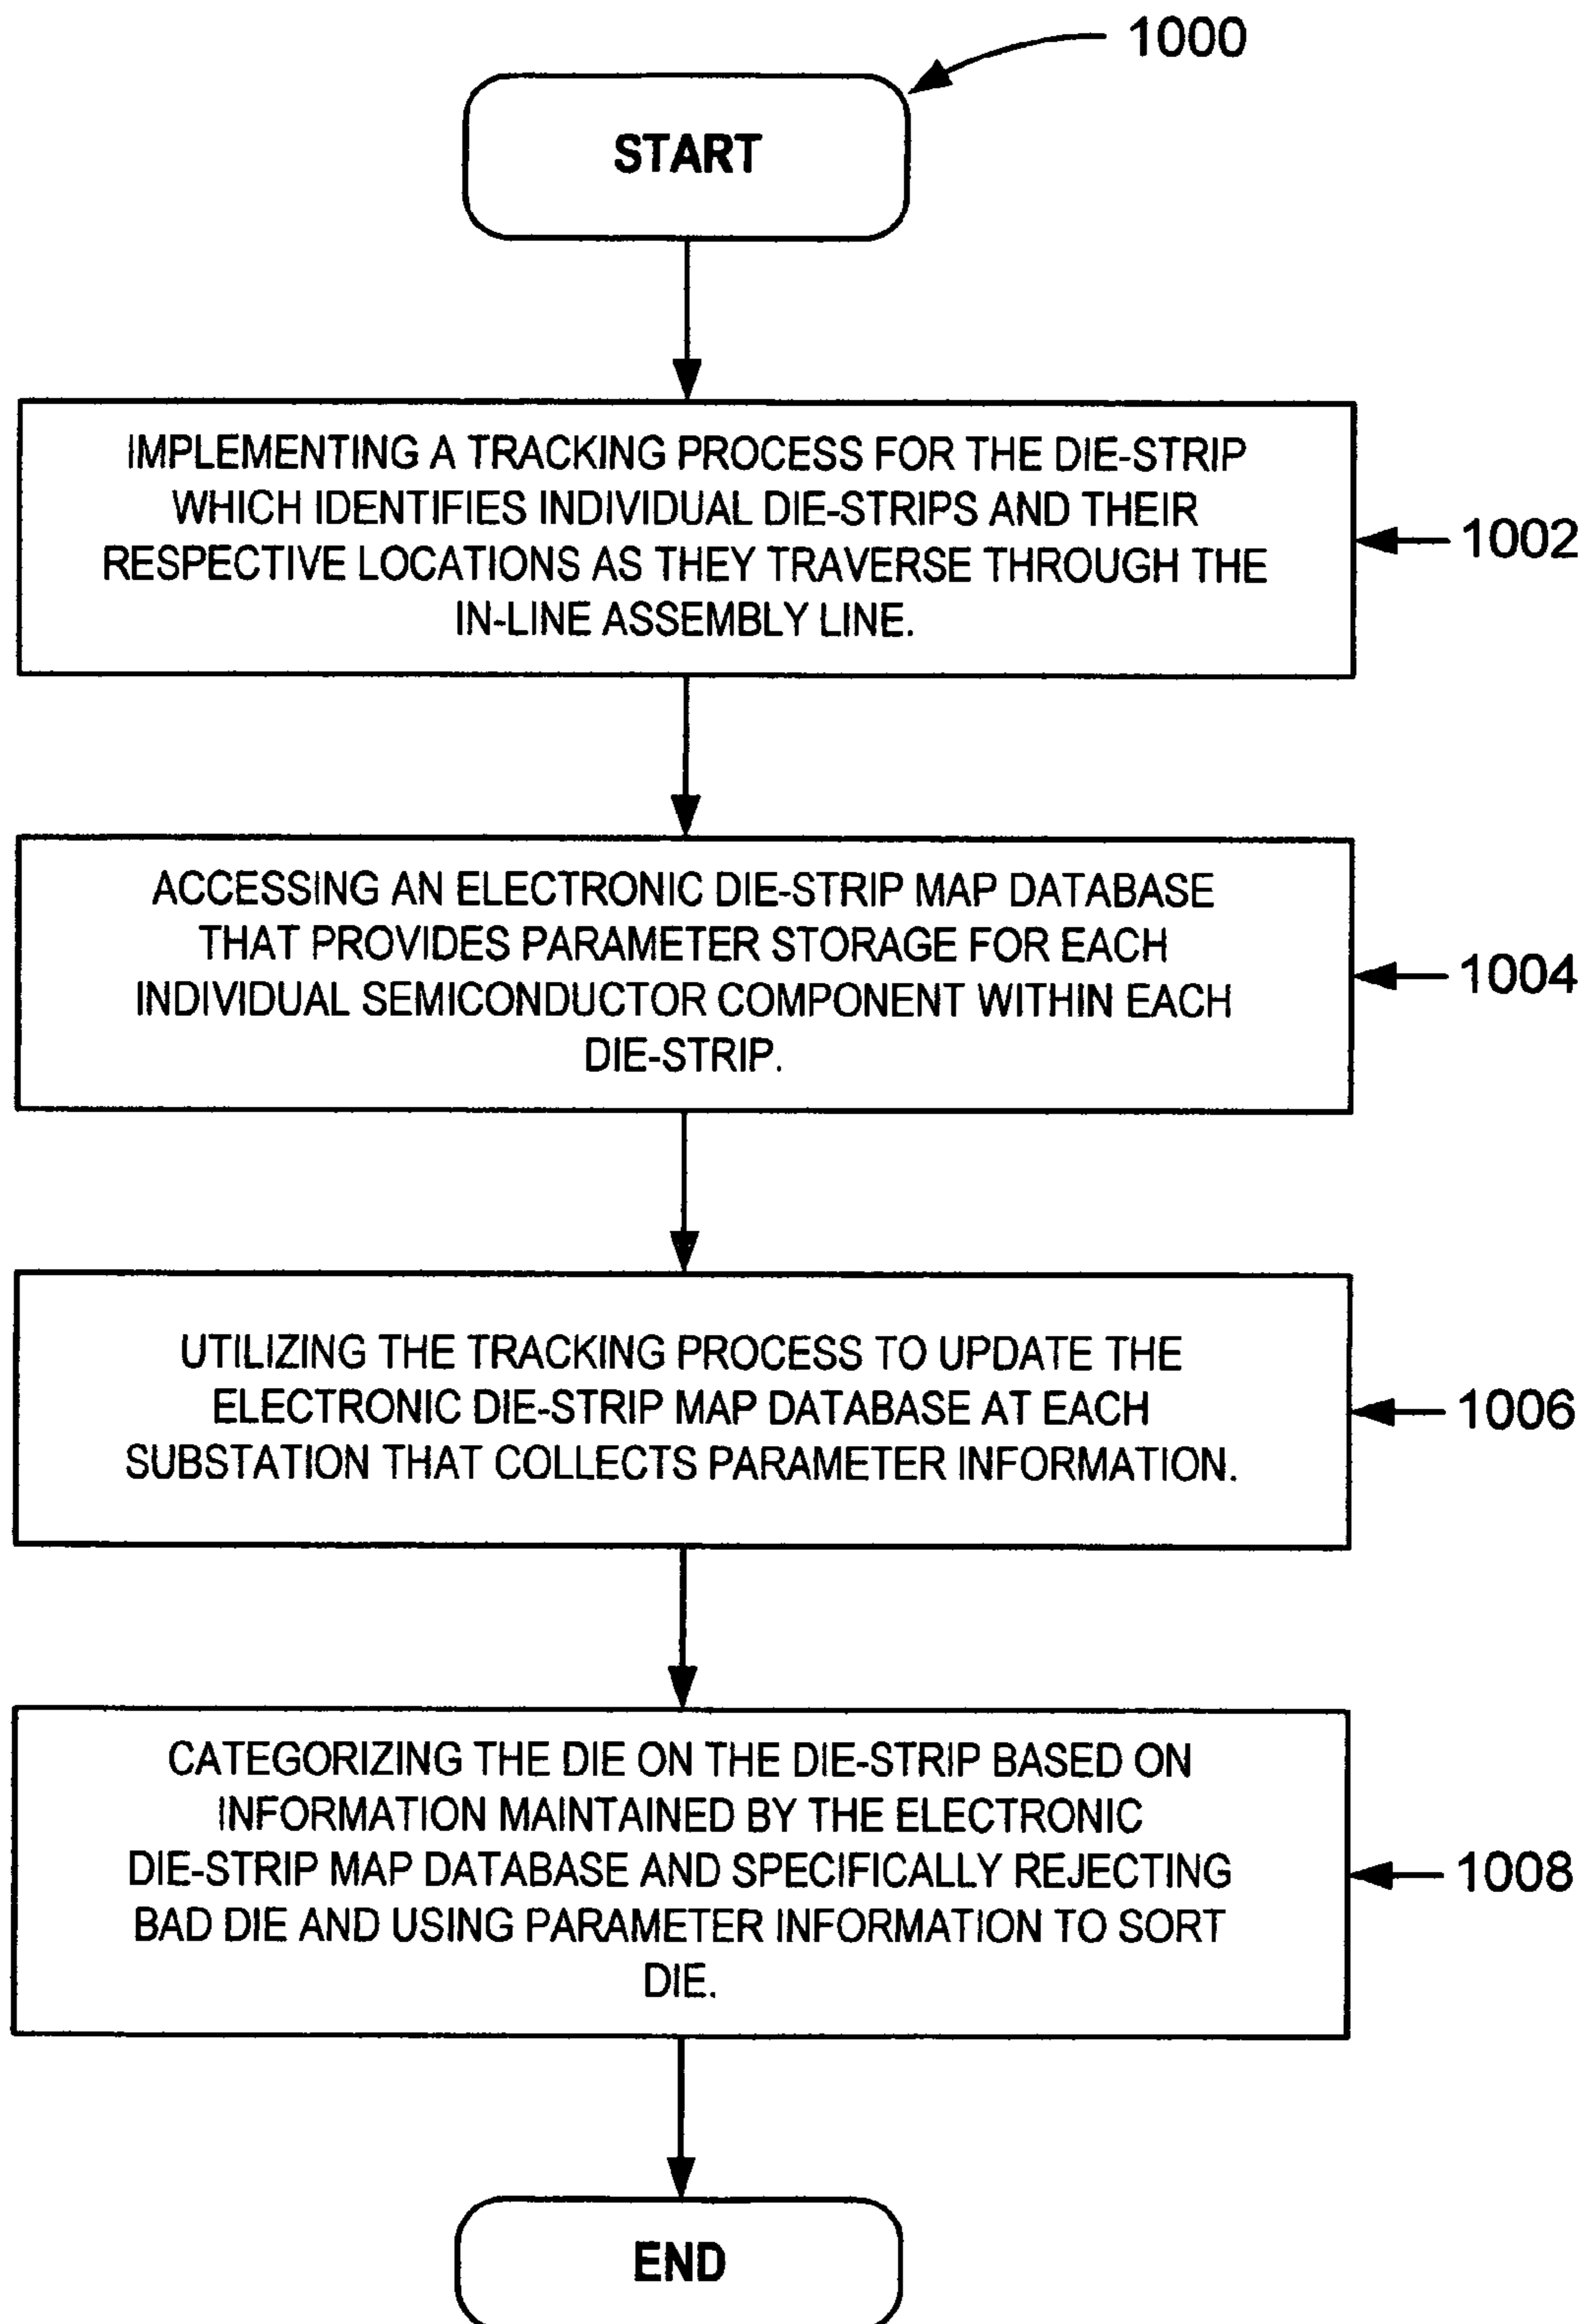 1000
START
IMPLEMENTING A TRACKING PROCESS FOR THE DIE-STRIP
WHICH IDENTIFIES INDIVIDUAL DIE-STRIPS AND THEIR
RESPECTIVE LOCATIONS AS THEY TRAVERSE THROUGH THE
IN-LINE ASSEMBLY LINE.
1002
ACCESSING AN ELECTRONIC DIE-STRIP MAP DATABASE
THAT PROVIDES PARAMETER STORAGE FOR EACH
INDIVIDUAL SEMICONDUCTOR COMPONENT WITHIN EACH
DIE-STRIP.
1004
UTILIZING THE TRACKING PROCESS TO UPDATE THE
ELECTRONIC DIE-STRIP MAP DATABASE AT EACH
SUBSTATION THAT COLLECTS PARAMETER INFORMATION.
1006
CATEGORIZING THE DIE ON THE DIE-STRIP BASED ON
INFORMATION MAINTAINED BY THE ELECTRONIC
DIE-STRIP MAP DATABASE AND SPECIFICALLY REJECTING
BAD DIE AND USING PARAMETER INFORMATION TO SORT
DIE.
1008
END